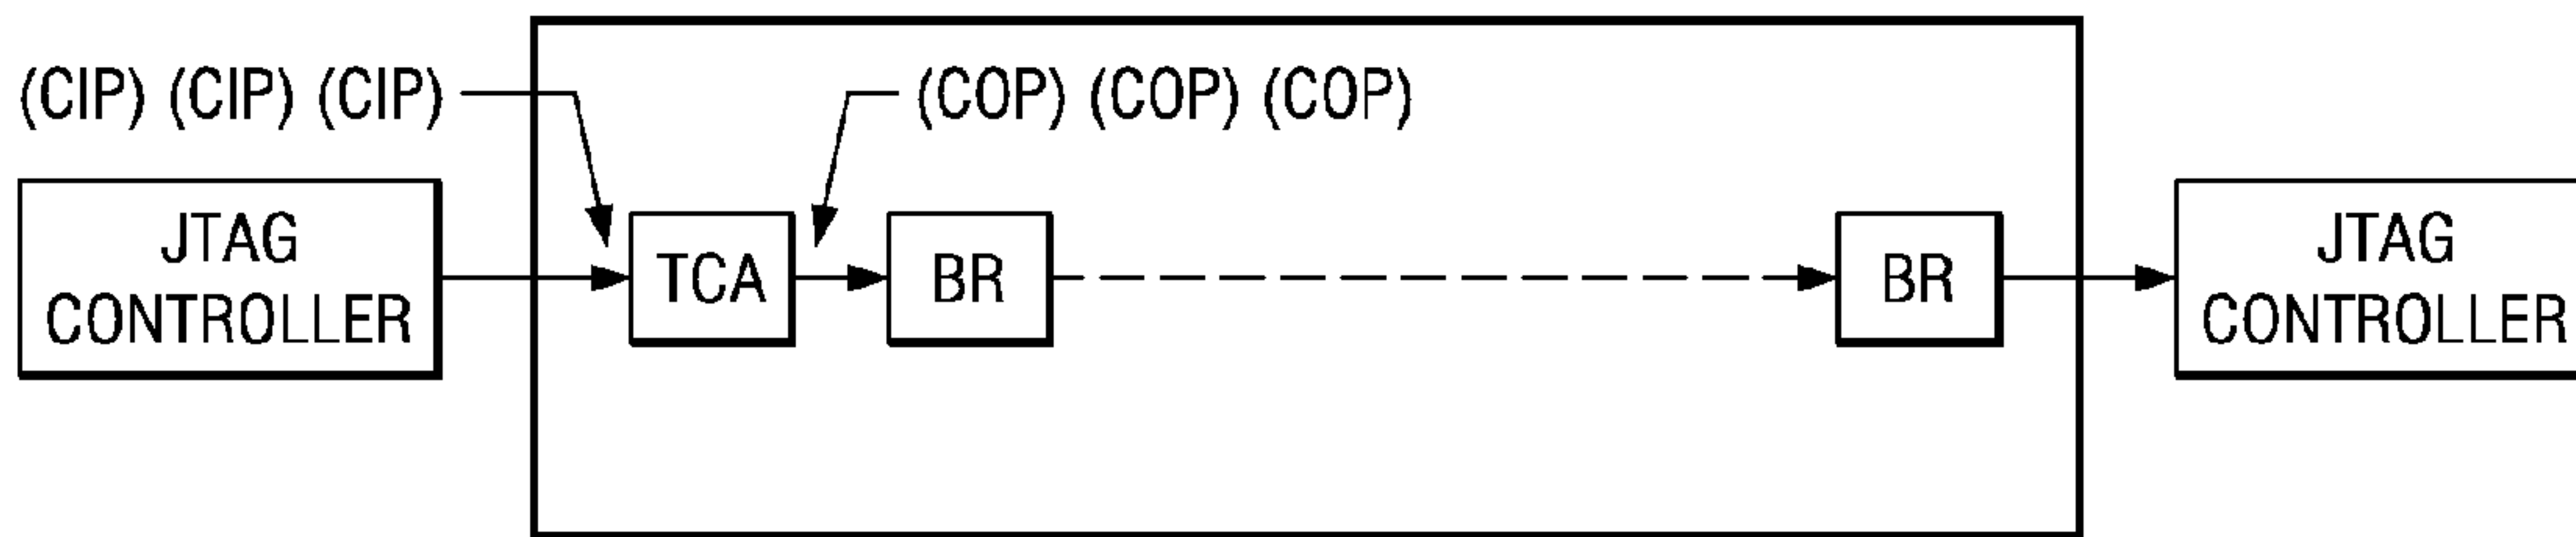 (CIP) (CIP) (CIP)
(COP) (COP) (COP)
JTAG
CONTROLLER
TCA
BR
BR
JTAG
CONTROLLER